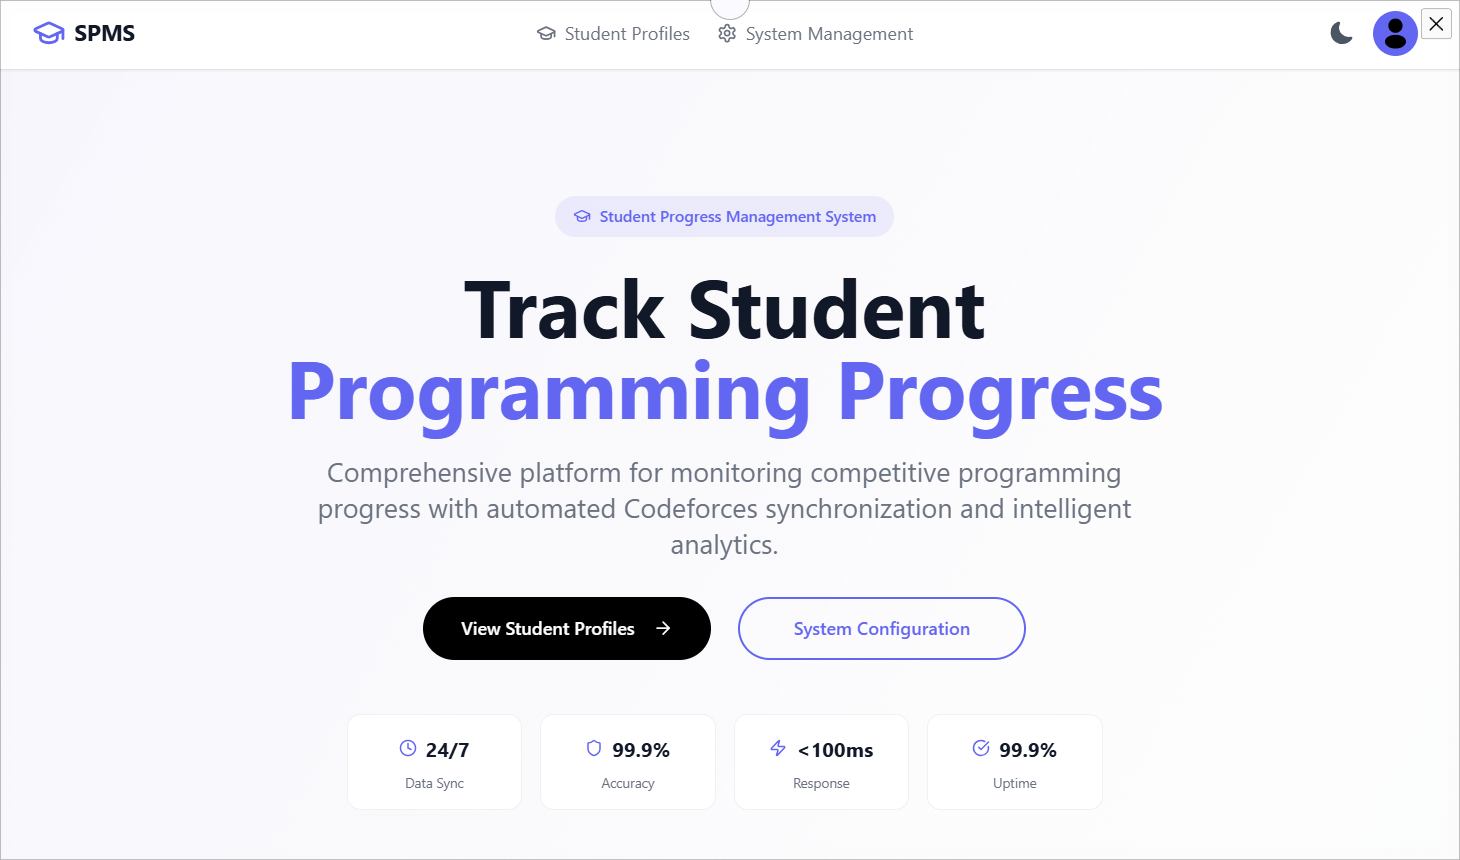 SPMS
Student Profiles
System Management
Student Progress Management System
Track Student
Programming Progress
Comprehensive platform for monitoring competitive programming
progress with automated Codeforces synchronization and intelligent
analytics.
View Student Profiles
System Configuration
24/7
Data Sync
99.9%
Accuracy
<100ms
Response
99.9%
Uptime